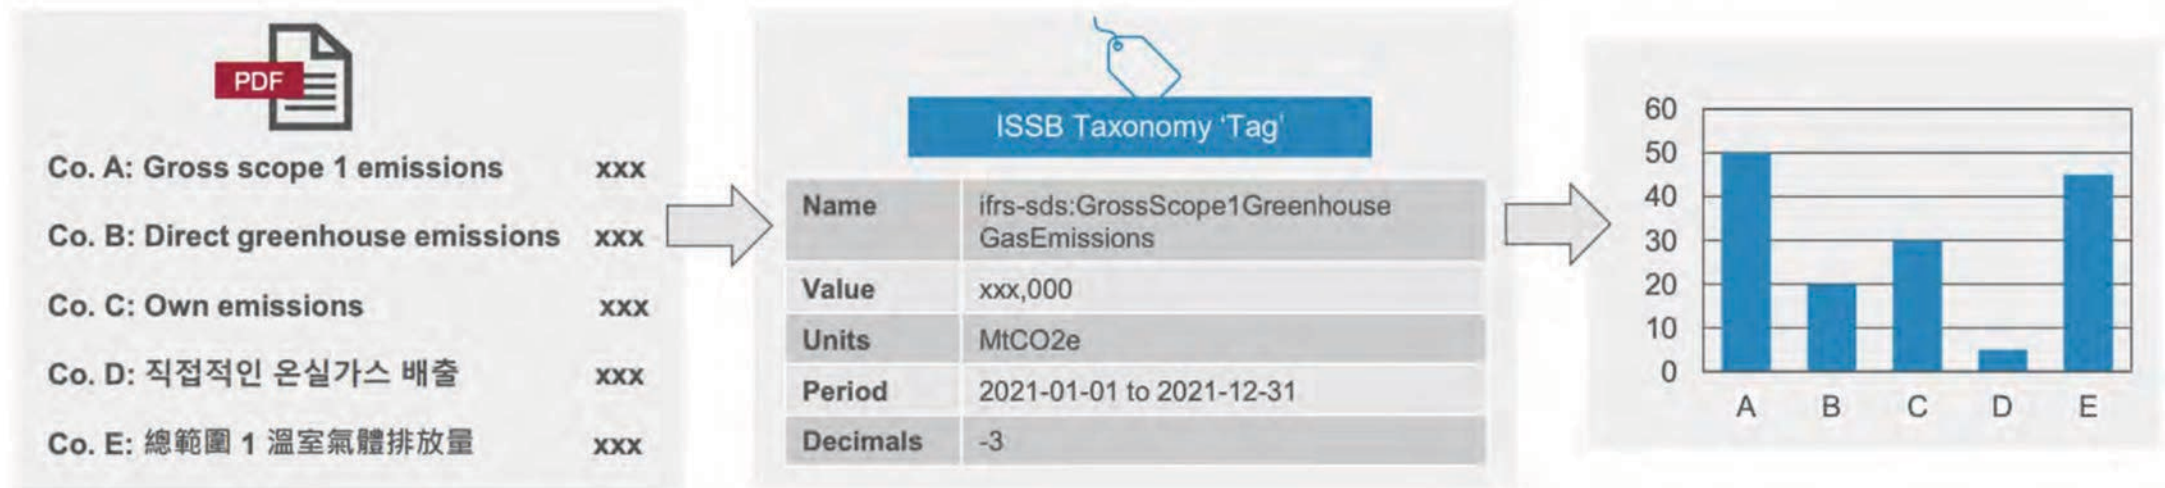 PDF
Co. A: Gross scope 1 emissions xxx
Co. B: Direct greenhouse emissions xxx
Co. C: Own emissions xxx
Co. D: 직접적인 온실가스 배출 xxx
Co. E: 總範圍 1 溫室氣體排放量 xxx
ISSB Taxonomy ‘Tag’
Name ifrs-sds:GrossScope1Greenhouse
GasEmissions
Value xxx,000
Units MtCO2e
Period 2021-01-01 to 2021-12-31
Decimals -3
60
50
40
30
20
10
0
A B C D E